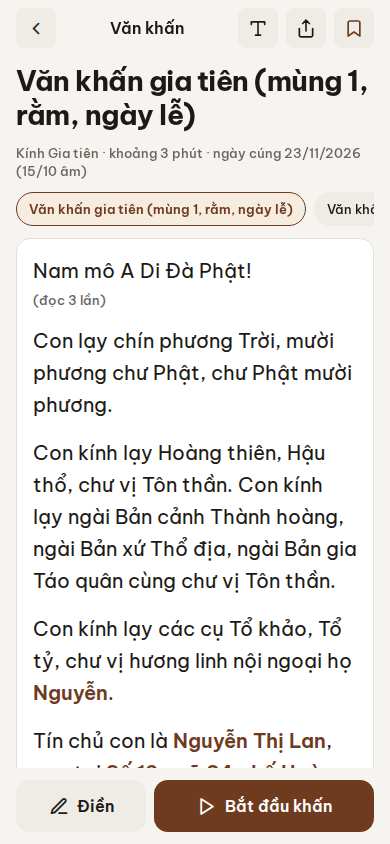 Văn khấn
Văn khấn gia tiên (mùng 1,
rằm, ngày lễ)
Kính Gia tiên · khoảng 3 phút · ngày cúng 23/11/2026
(15/10 âm)
Văn khấn gia tiên (mùng 1, rằm, ngày lễ)
Văn
Nam mô A Di Đà Phật!
(đọc 3 lần)
Con lạy chín phương Trời, mười
phương chư Phật, chư Phật mười
phương.
Con kính lạy Hoàng thiên, Hậu
thổ, chư vị Tôn thần. Con kính
lạy ngài Bản cảnh Thành hoàng,
ngài Bản xứ Thổ địa, ngài Bản gia
Táo quân cùng chư vị Tôn thần.
Con kính lạy các cụ Tổ khảo, Tổ
tỷ, chư vị hương linh nội ngoại họ
Nguyễn.
Tín chủ con là Nguyễn Thị Lan,
Điền
Bắt đầu khấn